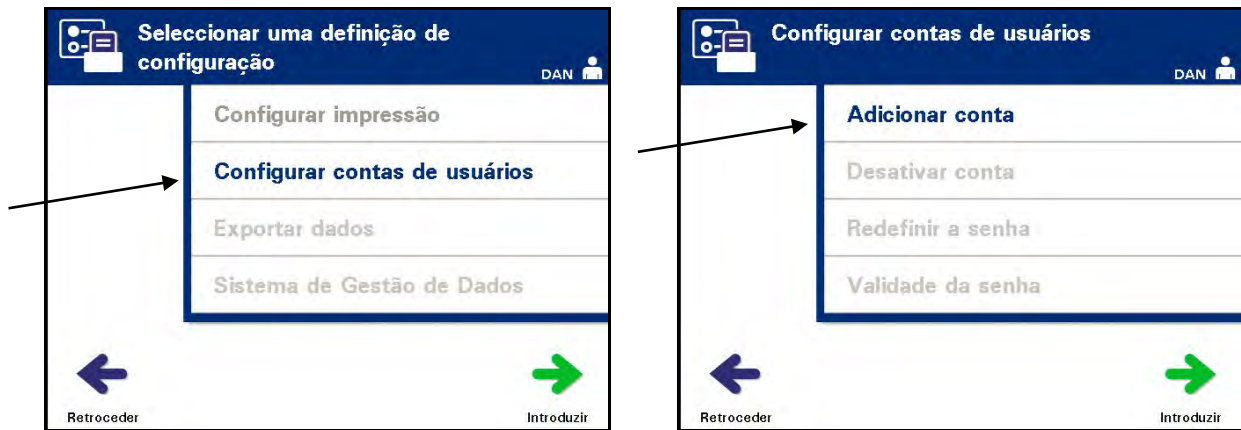 Seleccionar uma definição de
configuração
DAN
Configurar impressão
Configurar contas de usuários
Exportar dados
Sistema de Gestão de Dados
Retroceder
Introduzir
Configurar contas de usuários
DAN
Adicionar conta
Desativar conta
Redefinir a senha
Validade da senha
Retroceder
Introduzir